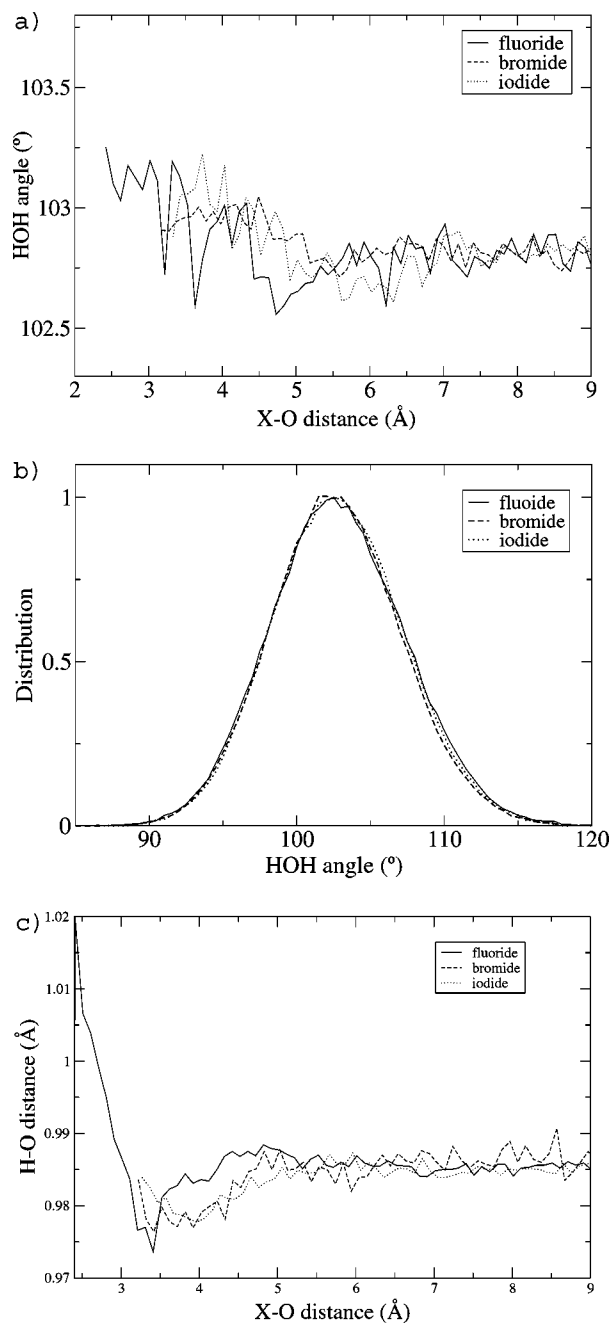 a)
103.5
103
102.5
HOH angle (º)
fluoride
bromide
iodide
2 3 4 5 6 7 8 9
X-O distance (Å)
b)
1
0.5
0
Distribution
fluoide
bromide
iodide
90 100 110 120
HOH angle (º)
c)
1.02
1.01
1
0.99
0.98
0.97
H-O distance (Å)
fluoride
bromide
iodide
3 4 5 6 7 8 9
X-O distance (Å)